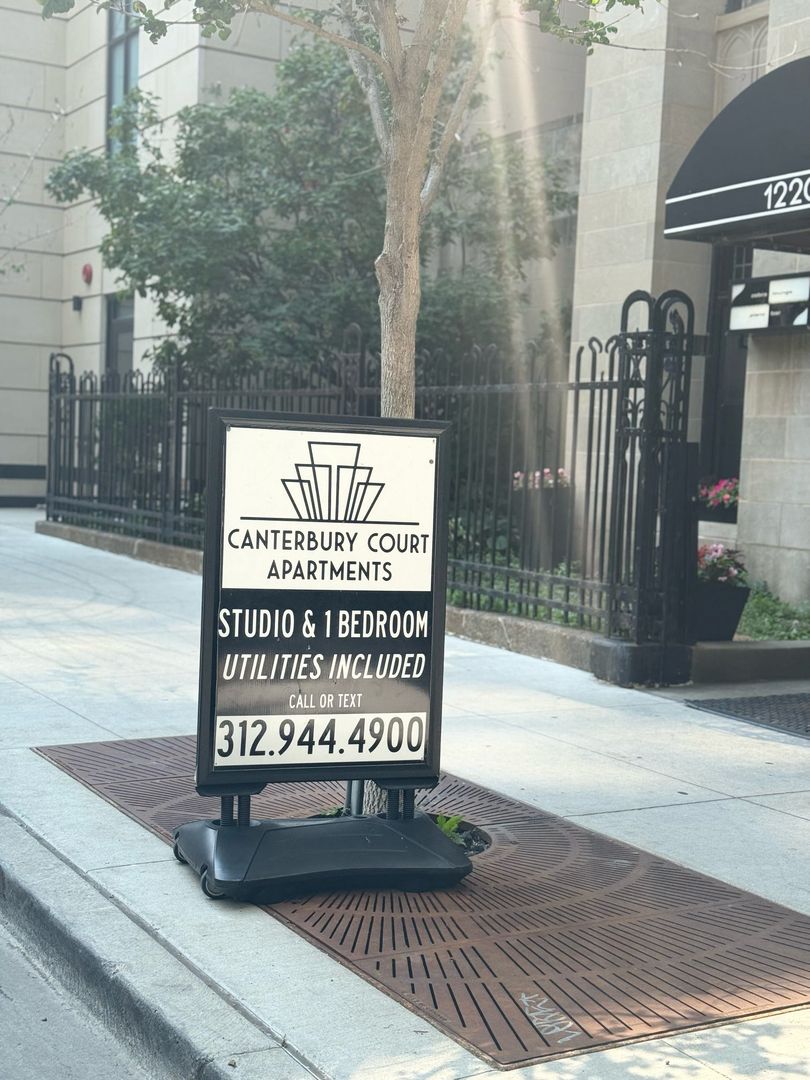 1220
CANTERBURY COURT
APARTMENTS
STUDIO & 1 BEDROOM
UTILITIES INCLUDED
CALL OR TEXT
312.944.4900